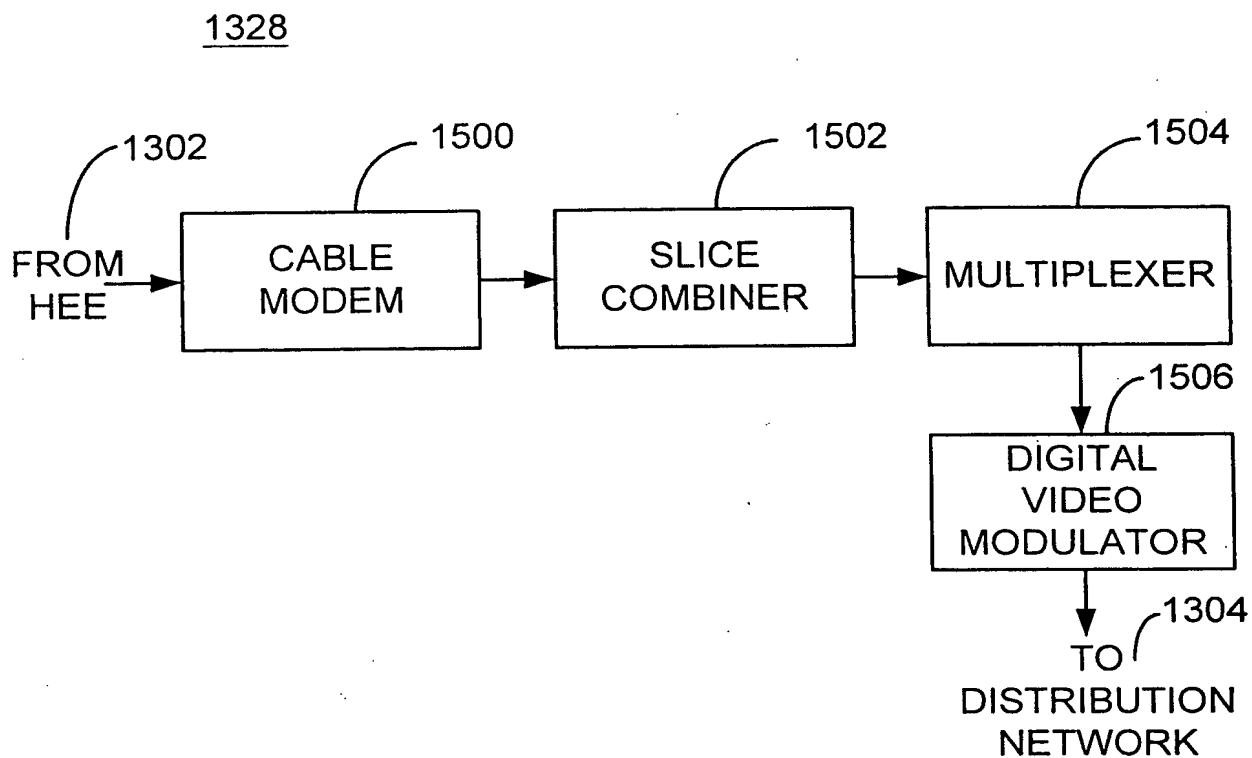 1328
1302
1500
1502
1504
FROM
HEE
CABLE
MODEM
SLICE
COMBINER
MULTIPLEXER
1506
DIGITAL
VIDEO
MODULATOR
1304
TO
DISTRIBUTION
NETWORK